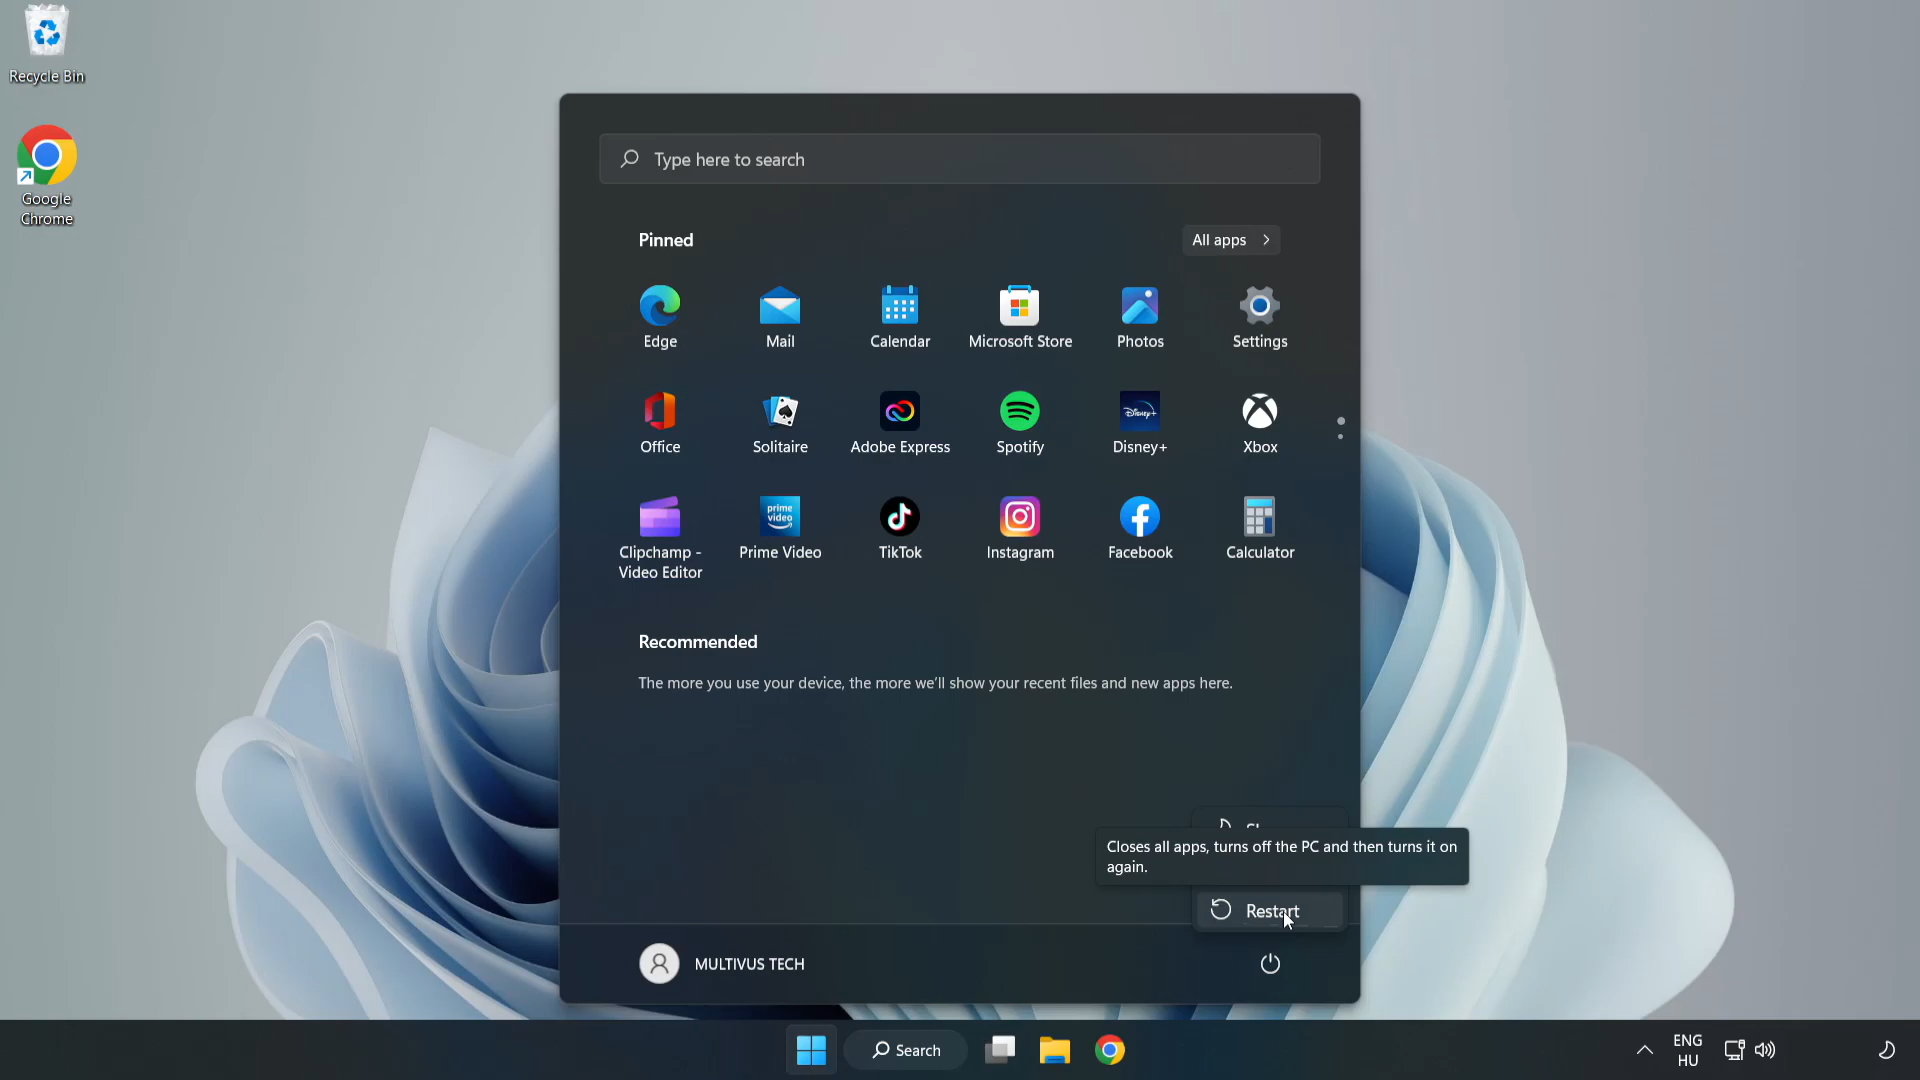 Recycle Bin
Google
Chrome
Type here to search
Pinned
All apps
Edge
Mail
Calendar
Microsoft Store
Photos
Settings
Office
Solitaire
Adobe Express
Spotify
Disney+
Xbox
Clipchamp -
Video Editor
Prime Video
TikTok
Instagram
Facebook
Calculator
prime
video
Disney+
Recommended
The more you use your device, the more we'll show your recent files and new apps here.
Closes all apps, turns off the PC and then turns it on
again.
Restart
MULTIVUS TECH
Search
ENG
HU